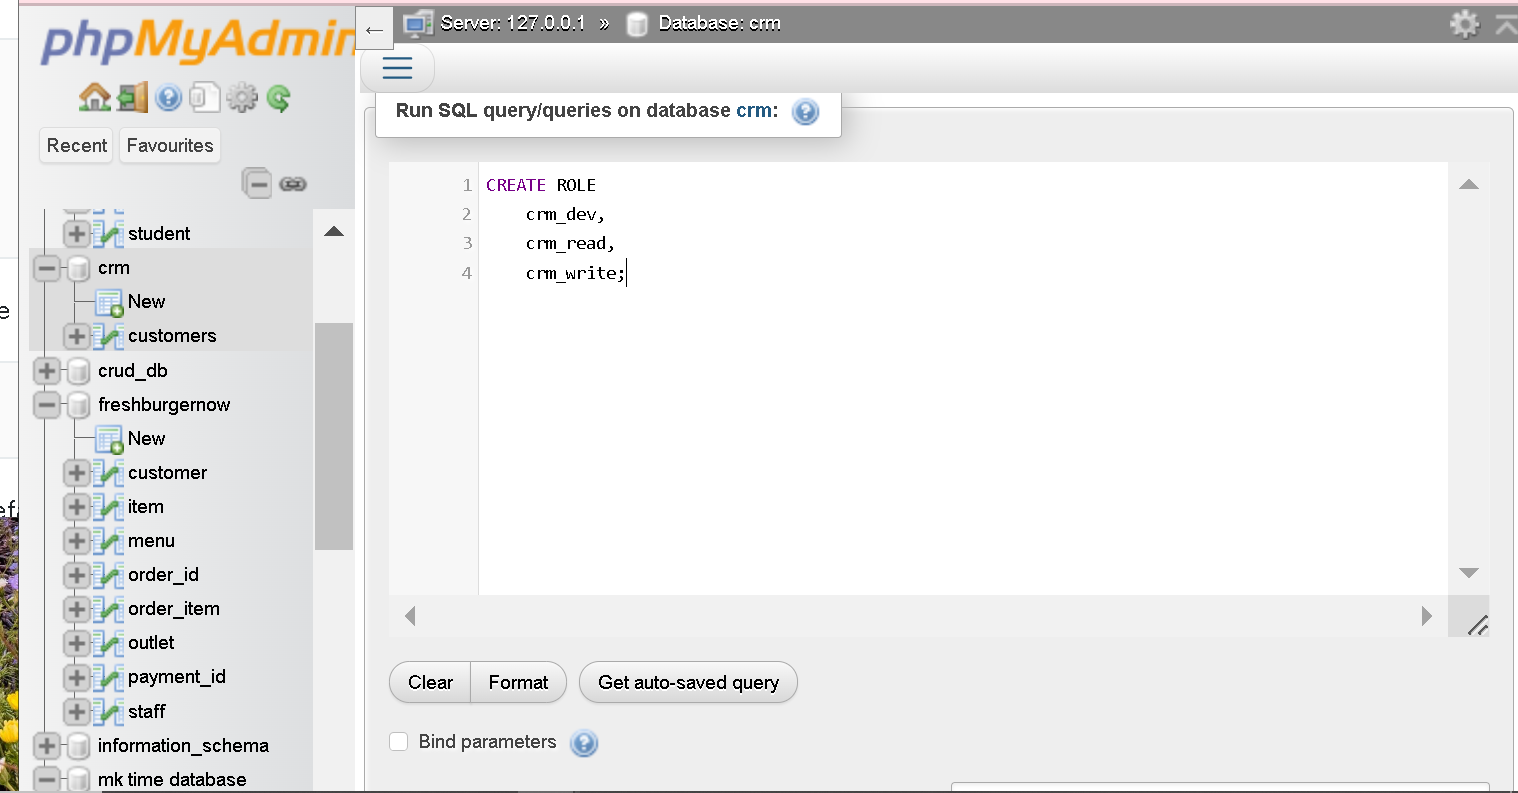 phpMyAdmin
Recent
Favourites
student
crm
New
customers
crud_db
freshburgernow
New
customer
item
menu
order_id
order_item
outlet
payment_id
staff
information_schema
mk time database
Server: 127.0.0.1 » Database: crm
Run SQL query/queries on database crm:
1 CREATE ROLE
2 crm_dev,
3 crm_read,
4 crm_write;
Clear
Format
Get auto-saved query
Bind parameters